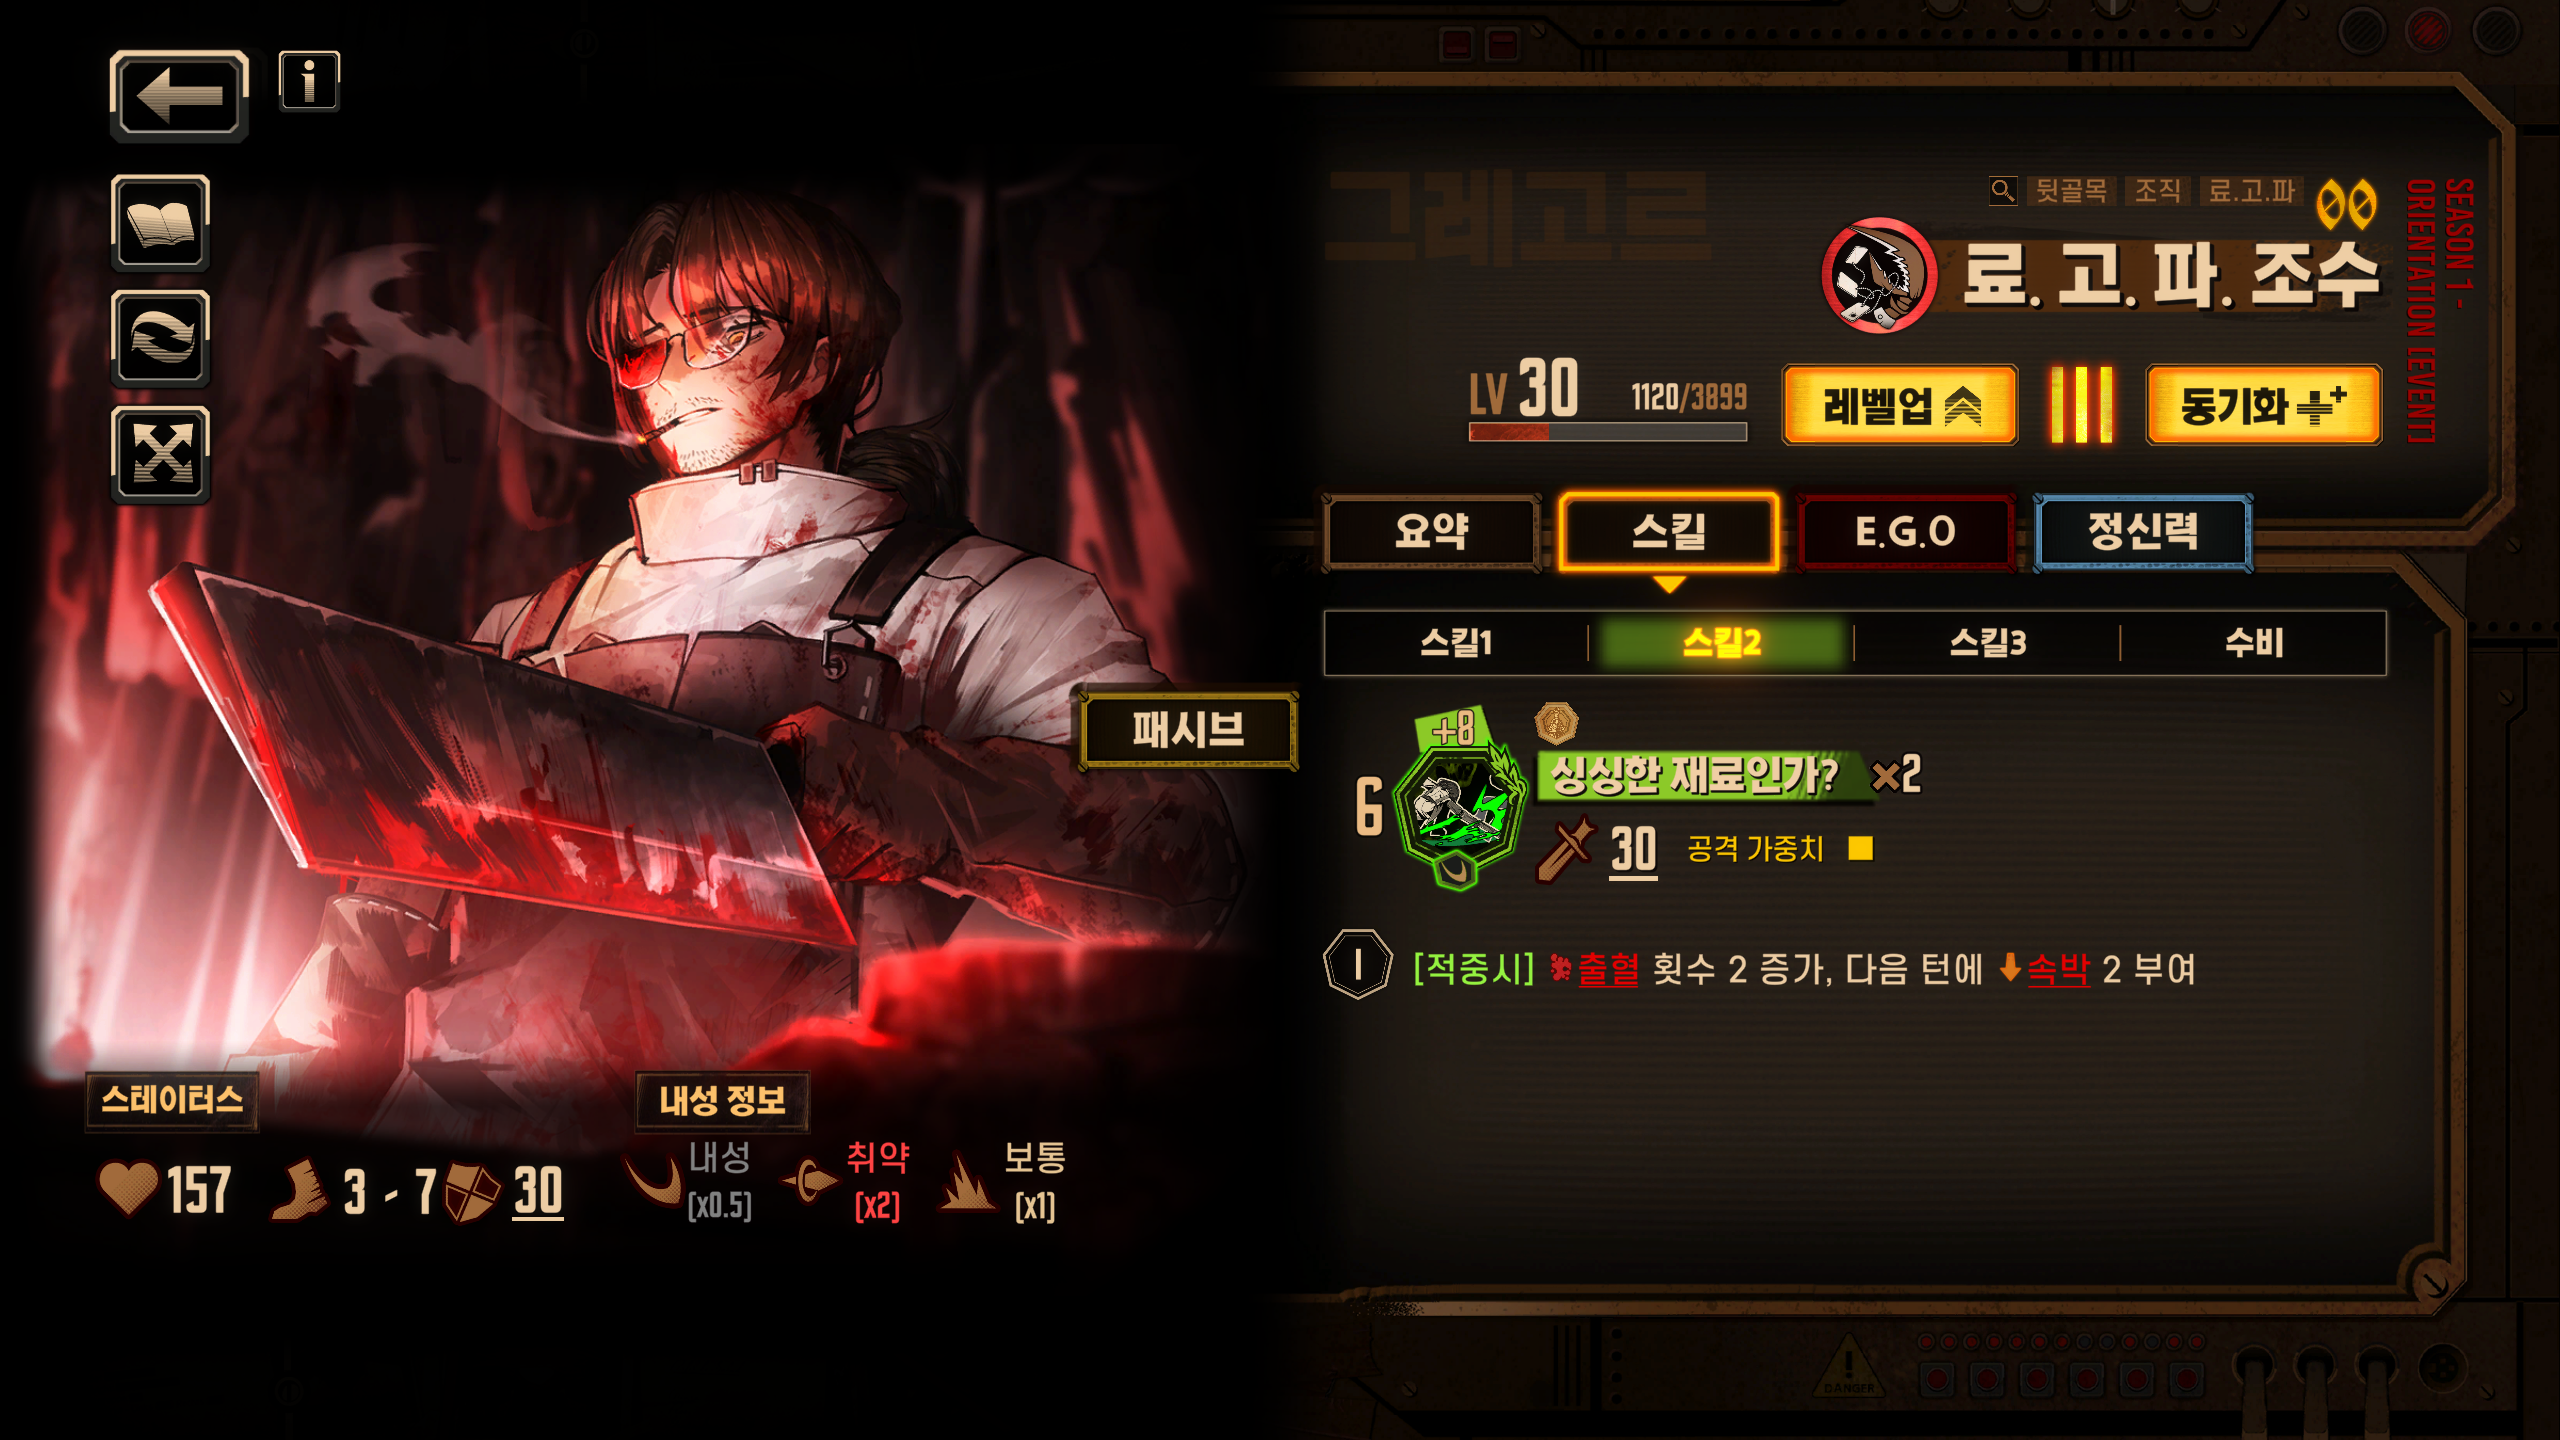 그레고르
뒷골목 조직 료.고.파
료.고.파. 조수
SEASON 1 -
ORIENTATION [EVENT]
LV 30 1120/3899
레벨업
동기화
요약 스킬 E.G.O 정신력
스킬1 스킬2 스킬3 수비
패시브
+8
6
싱싱한 재료인가? ×2
30 공격 가중치
I
[적중시] 출혈 횟수 2 증가, 다음 턴에 속박 2 부여
스테이터스
157 3 - 7 30
내성 정보
내성 취약 보통
[x0.5] [x2] [x1]
DANGER